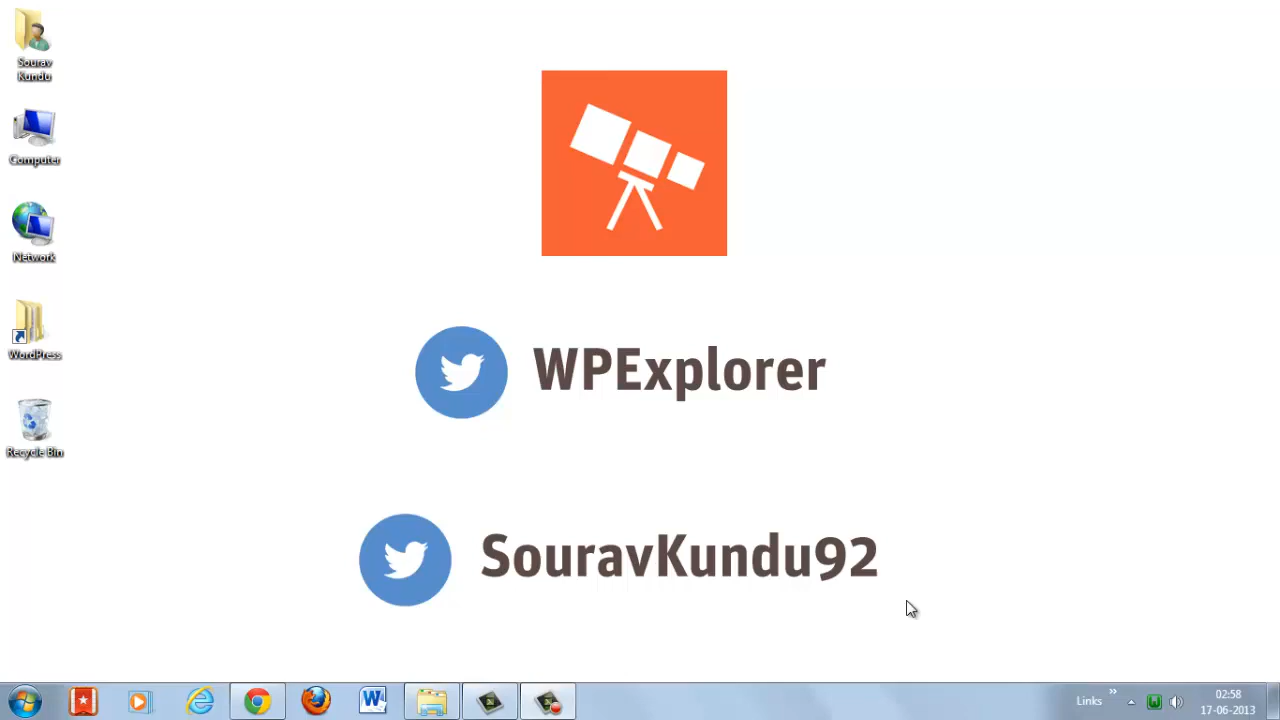 Sourav
Kundu
Computer
Network
WordPress
Recycle Bin
WPExplorer
SouravKundu92
Links
02:58
17-06-2013